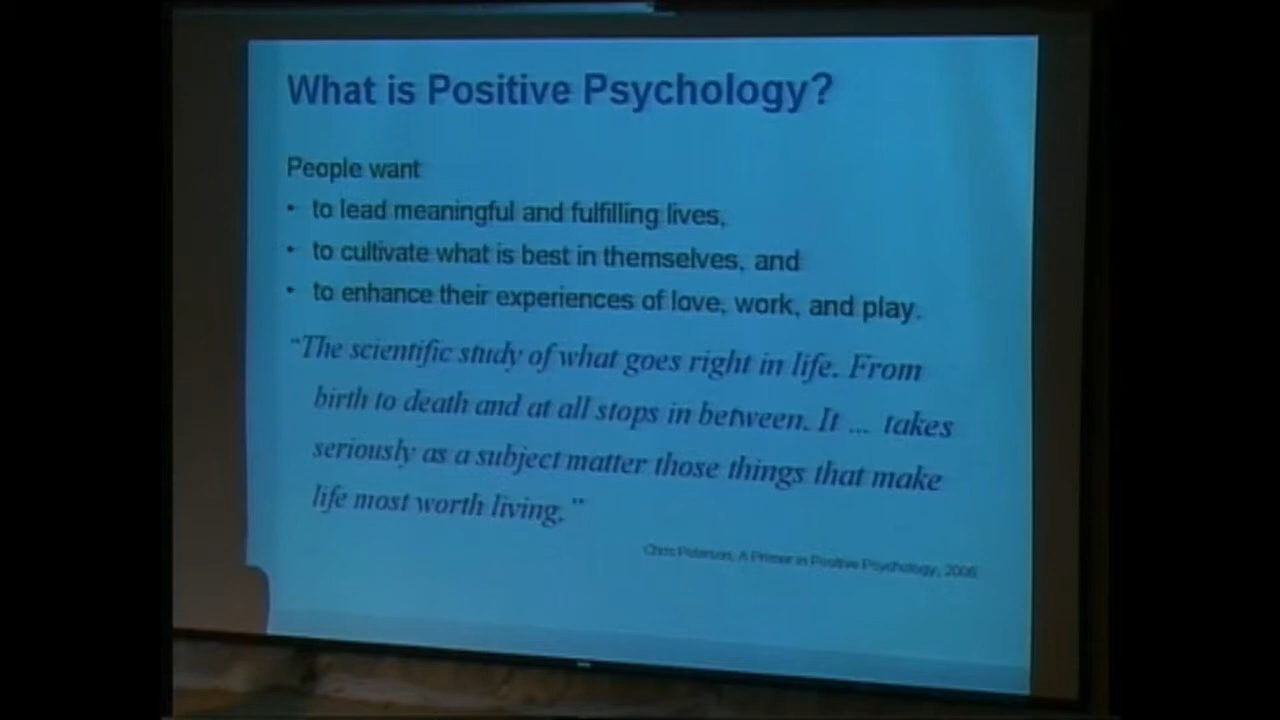 What is Positive Psychology?
People want
• to lead meaningful and fulfilling lives,
• to cultivate what is best in themselves, and
• to enhance their experiences of love, work, and play.
"The scientific study of what goes right in life. From
birth to death and at all stops in between. It ... takes
seriously as a subject matter those things that make
life most worth living."
Chris Peterson, A Primer in Positive Psychology, 2006